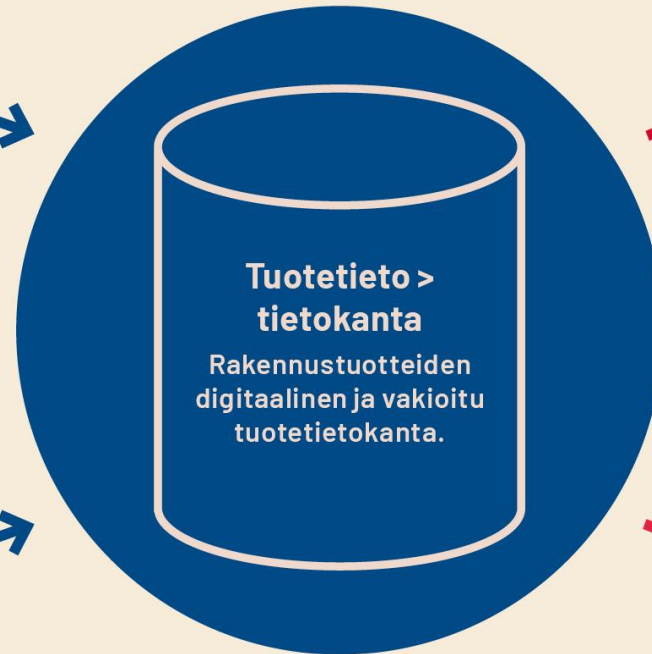 Tuotetieto >
tietokanta
Rakennustuotteiden
digitaalinen ja vakioitu
tuotetietokanta.